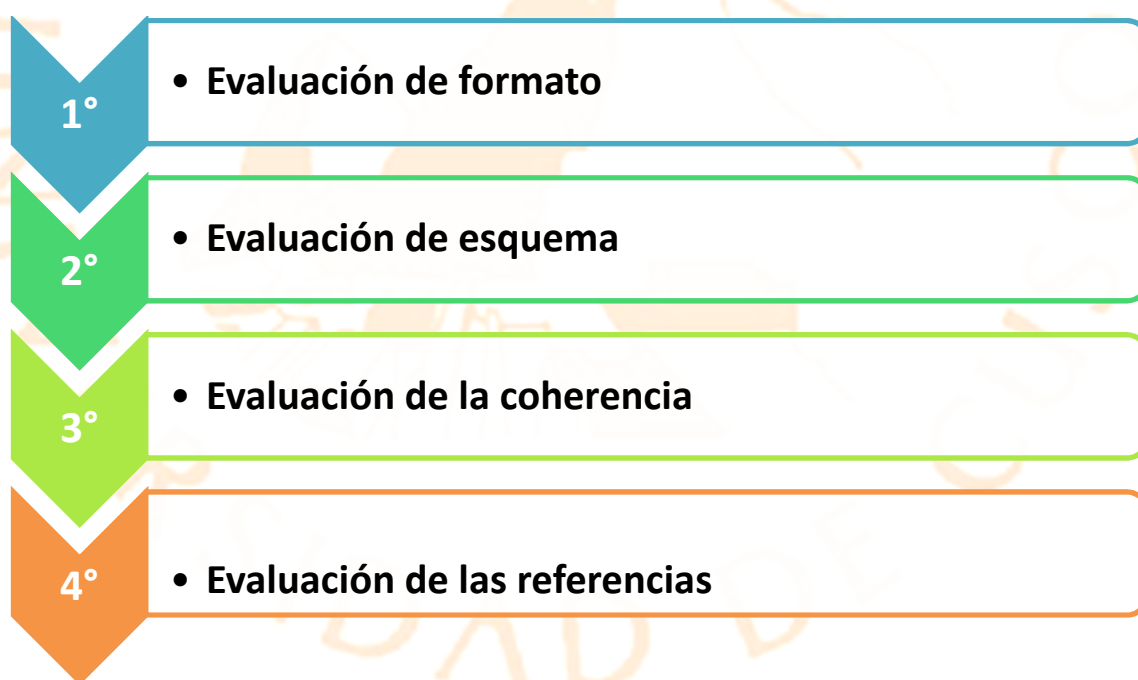 1°
• Evaluación de formato
2°
• Evaluación de esquema
3°
• Evaluación de la coherencia
4°
• Evaluación de las referencias